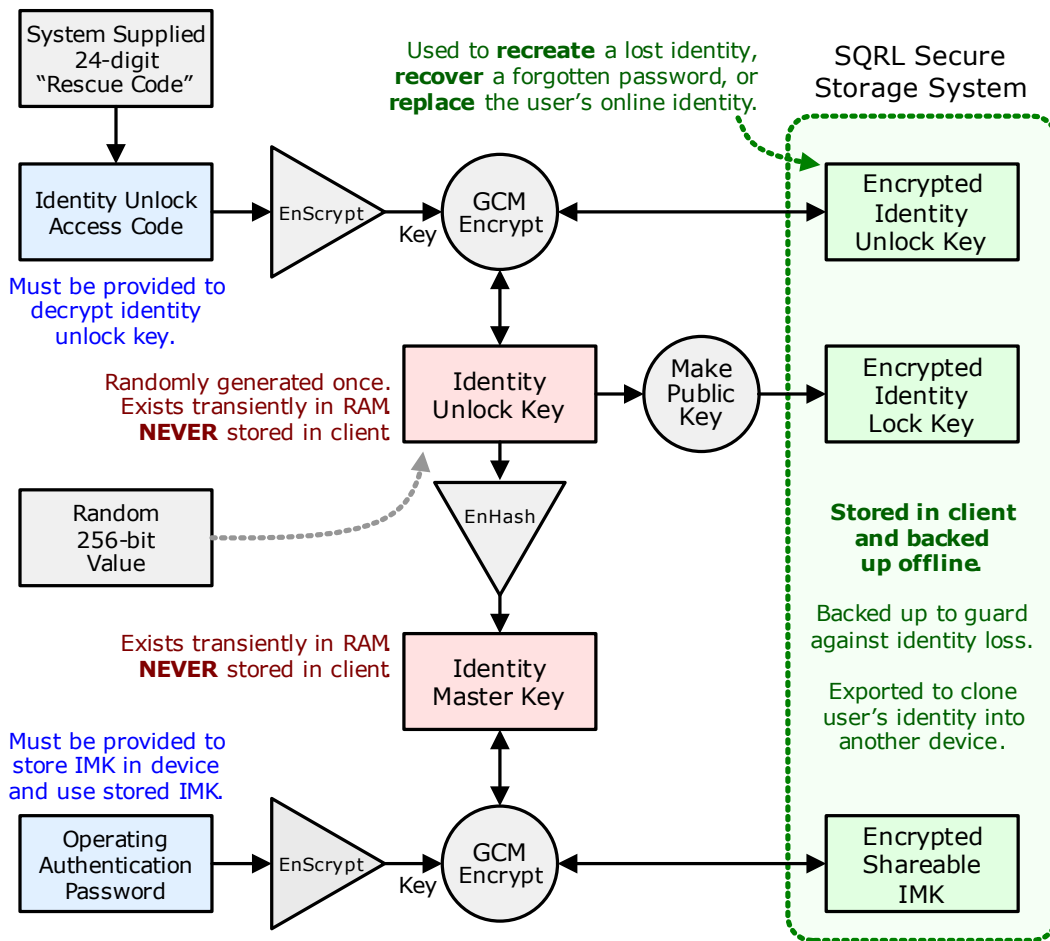 System Supplied
24-digit
“Rescue Code”
Used to recreate a lost identity,
recover a forgotten password, or
replace the user’s online identity.
SQRL Secure
Storage System
Identity Unlock
Access Code
EnScrypt
Key
GCM
Encrypt
Encrypted
Identity
Unlock Key
Must be provided to
decrypt identity
unlock key.
Randomly generated once.
Exists transiently in RAM.
NEVER stored in client.
Identity
Unlock Key
Make
Public
Key
Encrypted
Identity
Lock Key
Random
256-bit
Value
EnHash
Stored in client
and backed
up offline.
Backed up to guard
against identity loss.
Exported to clone
user’s identity into
another device.
Exists transiently in RAM.
NEVER stored in client.
Identity
Master Key
Must be provided to
store IMK in device
and use stored IMK.
Operating
Authentication
Password
EnScrypt
Key
GCM
Encrypt
Encrypted
Shareable
IMK